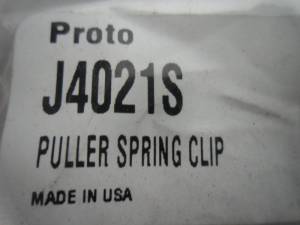 Proto
J4021S
PULLER SPRING CLIP
MADE IN USA